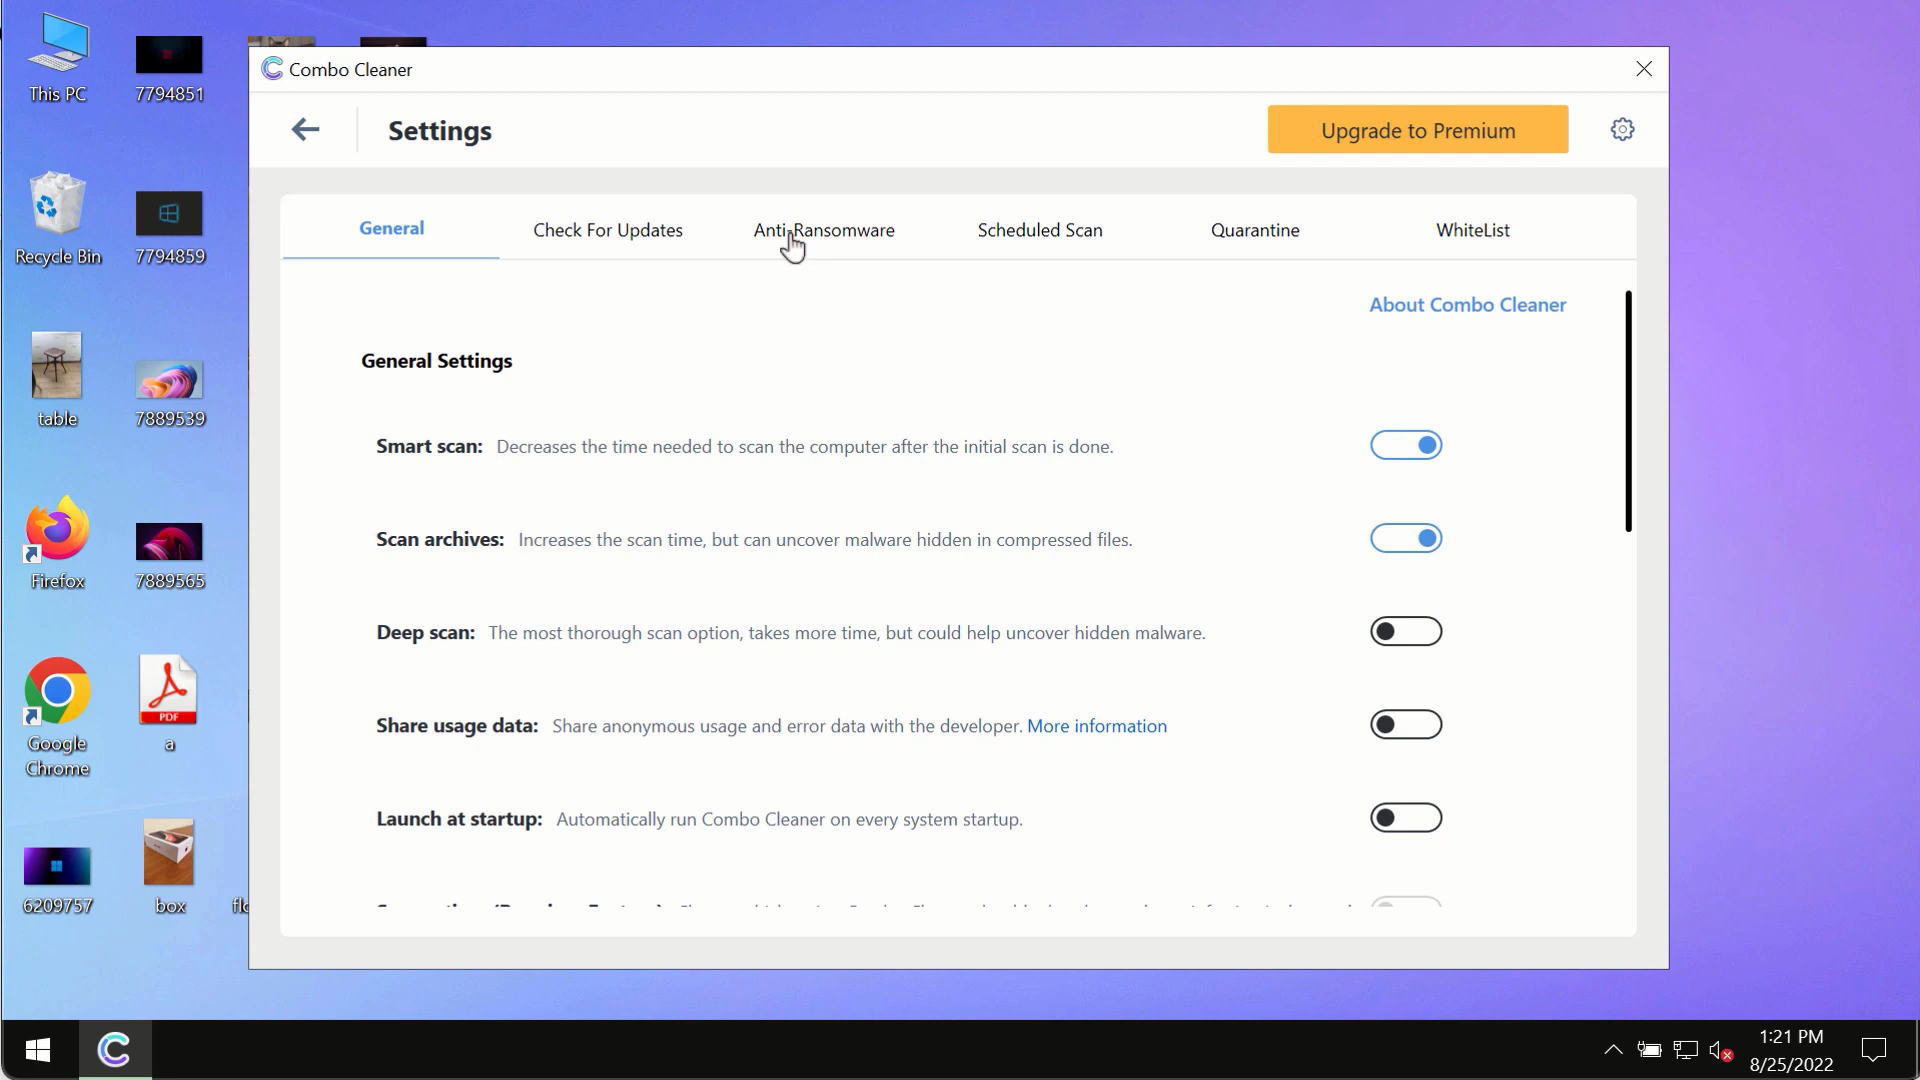 This PC
7794851
Recycle Bin
7794859
table
7889539
Firefox
7889565
Google
Chrome
PDF
a
6209757
box
Combo Cleaner
Settings
Upgrade to Premium
General
Check For Updates
Anti-Ransomware
Scheduled Scan
Quarantine
WhiteList
About Combo Cleaner
General Settings
Smart scan: Decreases the time needed to scan the computer after the initial scan is done.
Scan archives: Increases the scan time, but can uncover malware hidden in compressed files.
Deep scan: The most thorough scan option, takes more time, but could help uncover hidden malware.
Share usage data: Share anonymous usage and error data with the developer. More information
Launch at startup: Automatically run Combo Cleaner on every system startup.
1:21 PM
8/25/2022